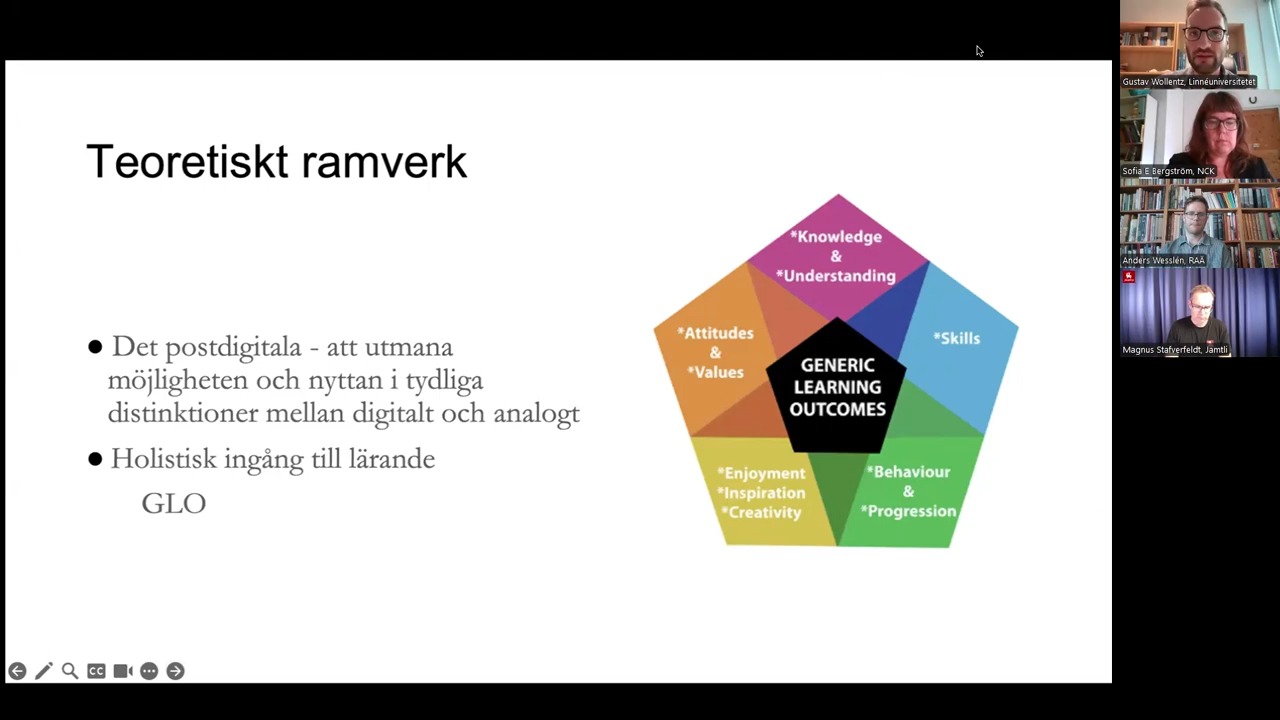 Teoretiskt ramverk
● Det postdigitala - att utmana
möjligheten och nyttan i tydliga
distinktioner mellan digitalt och analogt
● Holistisk ingång till lärande
GLO
*Knowledge
&
*Understanding
*Attitudes
&
*Values
*Skills
GENERIC
LEARNING
OUTCOMES
*Enjoyment
*Inspiration
*Creativity
*Behaviour
&
*Progression
CC
Gustav Wollentz, Linnéuniversitetet
Sofia E Bergström, NCK
Anders Wesslén, RAÄ
Magnus Stafverfeldt, Jamtli